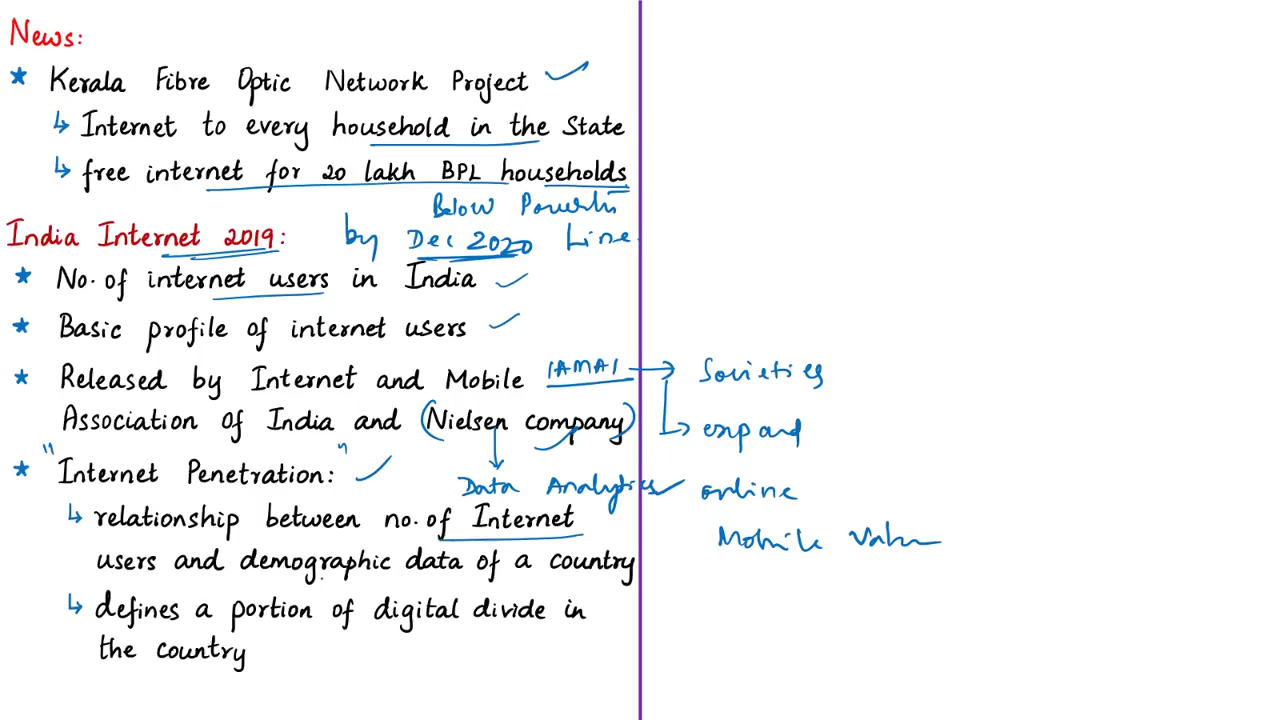 News:
* Kerala Fibre Optic Network Project
↳ Internet to every household in the State
↳ free internet for 20 lakh BPL households
Below
India Internet 2019: by Dec 2020 Line
* No. of internet users in India
* Basic profile of internet users
* Released by Internet and Mobile IAMAI → Societies
Association of India and (Nielsen company) → expand
* "Internet Penetration:"
Data Analytics online
↳ relationship between no. of Internet
Mobile
users and demographic data of a country
↳ defines a portion of digital divide in
the country